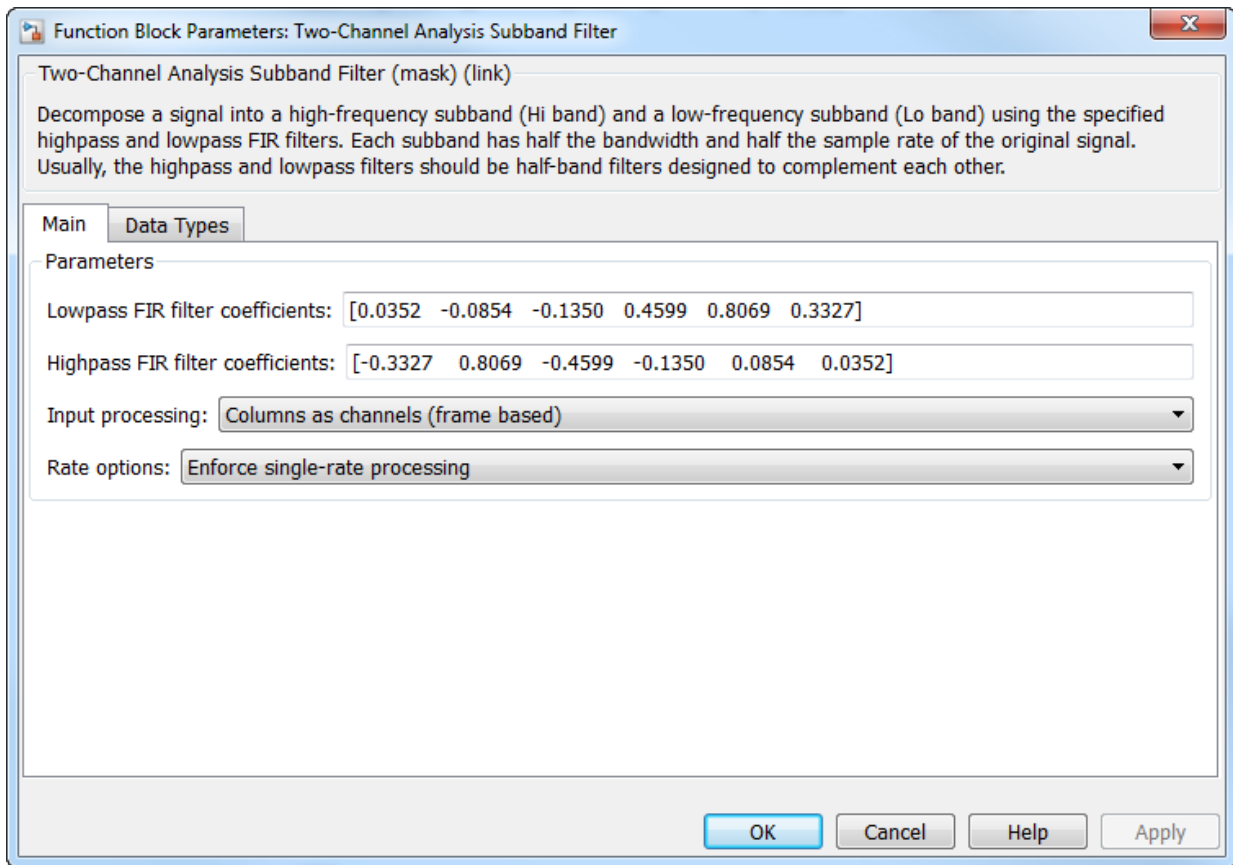 Function Block Parameters: Two-Channel Analysis Subband Filter
Two-Channel Analysis Subband Filter (mask) (link)
Decompose a signal into a high-frequency subband (Hi band) and a low-frequency subband (Lo band) using the specified
highpass and lowpass FIR filters. Each subband has half the bandwidth and half the sample rate of the original signal.
Usually, the highpass and lowpass filters should be half-band filters designed to complement each other.
Main Data Types
Parameters
Lowpass FIR filter coefficients: [0.0352 -0.0854 -0.1350 0.4599 0.8069 0.3327]
Highpass FIR filter coefficients: [-0.3327 0.8069 -0.4599 -0.1350 0.0854 0.0352]
Input processing: Columns as channels (frame based)
Rate options: Enforce single-rate processing
OK Cancel Help Apply